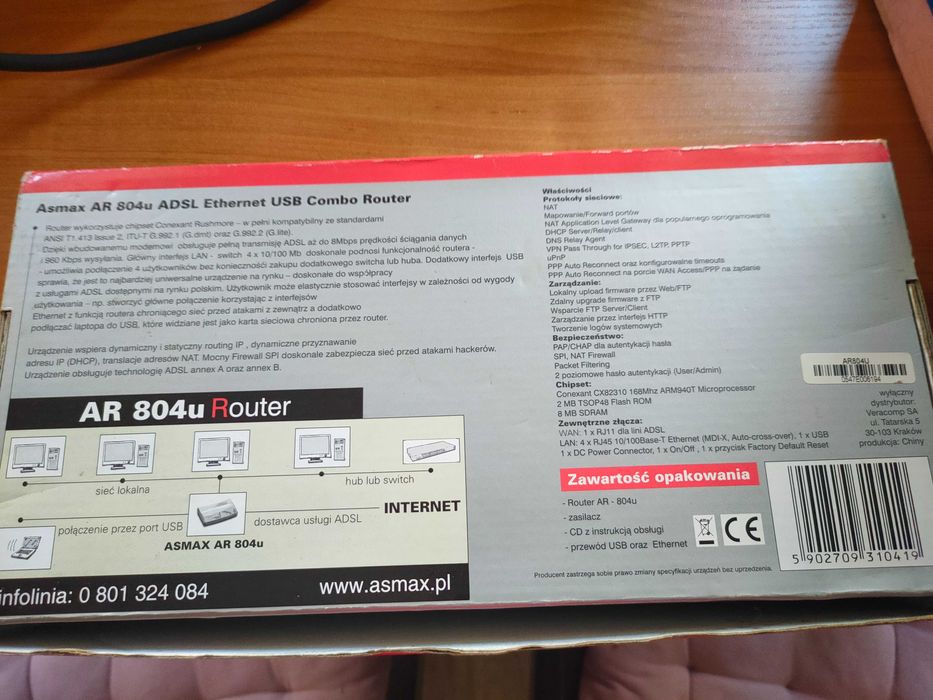 Asmax AR 804u ADSL Ethernet USB Combo Router
Router wykorzystuje chipset Conexant Rushmore – w pełni kompatybilny ze standardami
ANSI T1.413 Issue 2, ITU-T G.992.1 (G.dmt) oraz G.992.2 (G.lite).
Dzięki wbudowanemu modemowi obsługuje pełną transmisję ADSL aż do 8Mbps prędkości ściągania danych
/ 960 Kbps wysyłania. Główny interfejs LAN - switch 4 x 10/100 Mb doskonale podnosi funkcjonalność routera -
- umożliwia podłączenie 4 użytkowników bez konieczności zakupu dodatkowego switcha lub huba. Dodatkowy interfejs USB
sprawia, że jest to najbardziej uniwersalne urządzenie na rynku – doskonałe do współpracy
z usługami ADSL dostępnymi na rynku polskim. Użytkownik może elastycznie stosować interfejsy w zależności od wygody
użytkowania – np. stworzyć główne połączenie korzystając z interfejsów
Ethernet z funkcją routera chroniącego sieć przed atakami z zewnątrz a dodatkowo
podłączać laptopa do USB, które widziane jest jako karta sieciowa chroniona przez router.
Urządzenie wspiera dynamiczny i statyczny routing IP , dynamiczne przyznawanie
adresu IP (DHCP), translacje adresów NAT. Mocny Firewall SPI doskonale zabezpiecza sieć przed atakami hackerów.
Urządzenie obsługuje technologię ADSL annex A oraz annex B.
AR 804u Router
sieć lokalna
hub lub switch
INTERNET
połączenie przez port USB
dostawca usługi ADSL
ASMAX AR 804u
infolinia: 0 801 324 084
www.asmax.pl
Właściwości
Protokoły sieciowe:
NAT
Mapowanie/Forward portów
NAT Application Level Gateway dla popularnego oprogramowania
DHCP Server/Relay/client
DNS Relay Agent
VPN Pass Through for IPSEC, L2TP, PPTP
uPnP
PPP Auto Reconnect oraz konfigurowalne timeouts
PPP Auto Reconnect na porcie WAN Access/PPP na żądanie
Zarządzanie:
Lokalny upload firmware przez Web/FTP
Zdalny upgrade firmware z FTP
Wsparcie FTP Server/Client
Zarządzanie przez interfejs HTTP
Tworzenie logów systemowych
Bezpieczeństwo:
PAP/CHAP dla autentykacji hasła
SPI, NAT Firewall
Packet Filtering
2 poziomowe hasło autentykacji (User/Admin)
Chipset:
Conexant CX82310 168Mhz ARM940T Microprocessor
2 MB TSOP48 Flash ROM
8 MB SDRAM
Zewnętrzne złącza:
WAN: 1 x RJ11 dla lini ADSL
LAN: 4 x RJ45 10/100Base-T Ethernet (MDI-X, Auto-cross-over), 1 x USB
1 x DC Power Connector, 1 x On/Off , 1 x przycisk Factory Default Reset
AR804U
0547E006194
wyłączny
dystrybutor:
Veracomp SA
ul. Tatarska 5
30-103 Kraków
produkcja: Chiny
Zawartość opakowania
- Router AR - 804u
- zasilacz
- CD z instrukcją obsługi
- przewód USB oraz Ethernet
CE
5 902709 310419
Producent zastrzega sobie prawo zmiany specyfikacji urządzeń bez uprzedzenia.